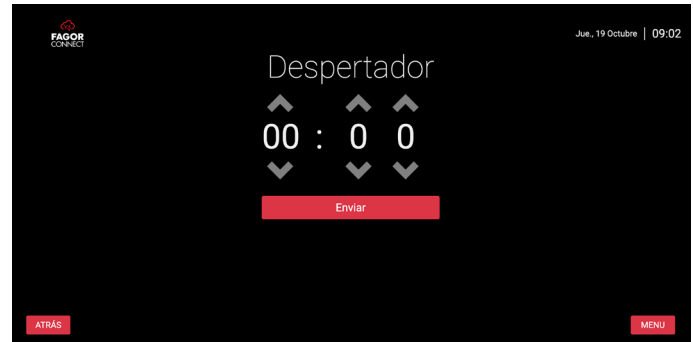 FAGOR
CONNECT
Jue., 19 Octubre | 09:02
Despertador
00 : 0 0
Enviar
ATRÁS
MENU